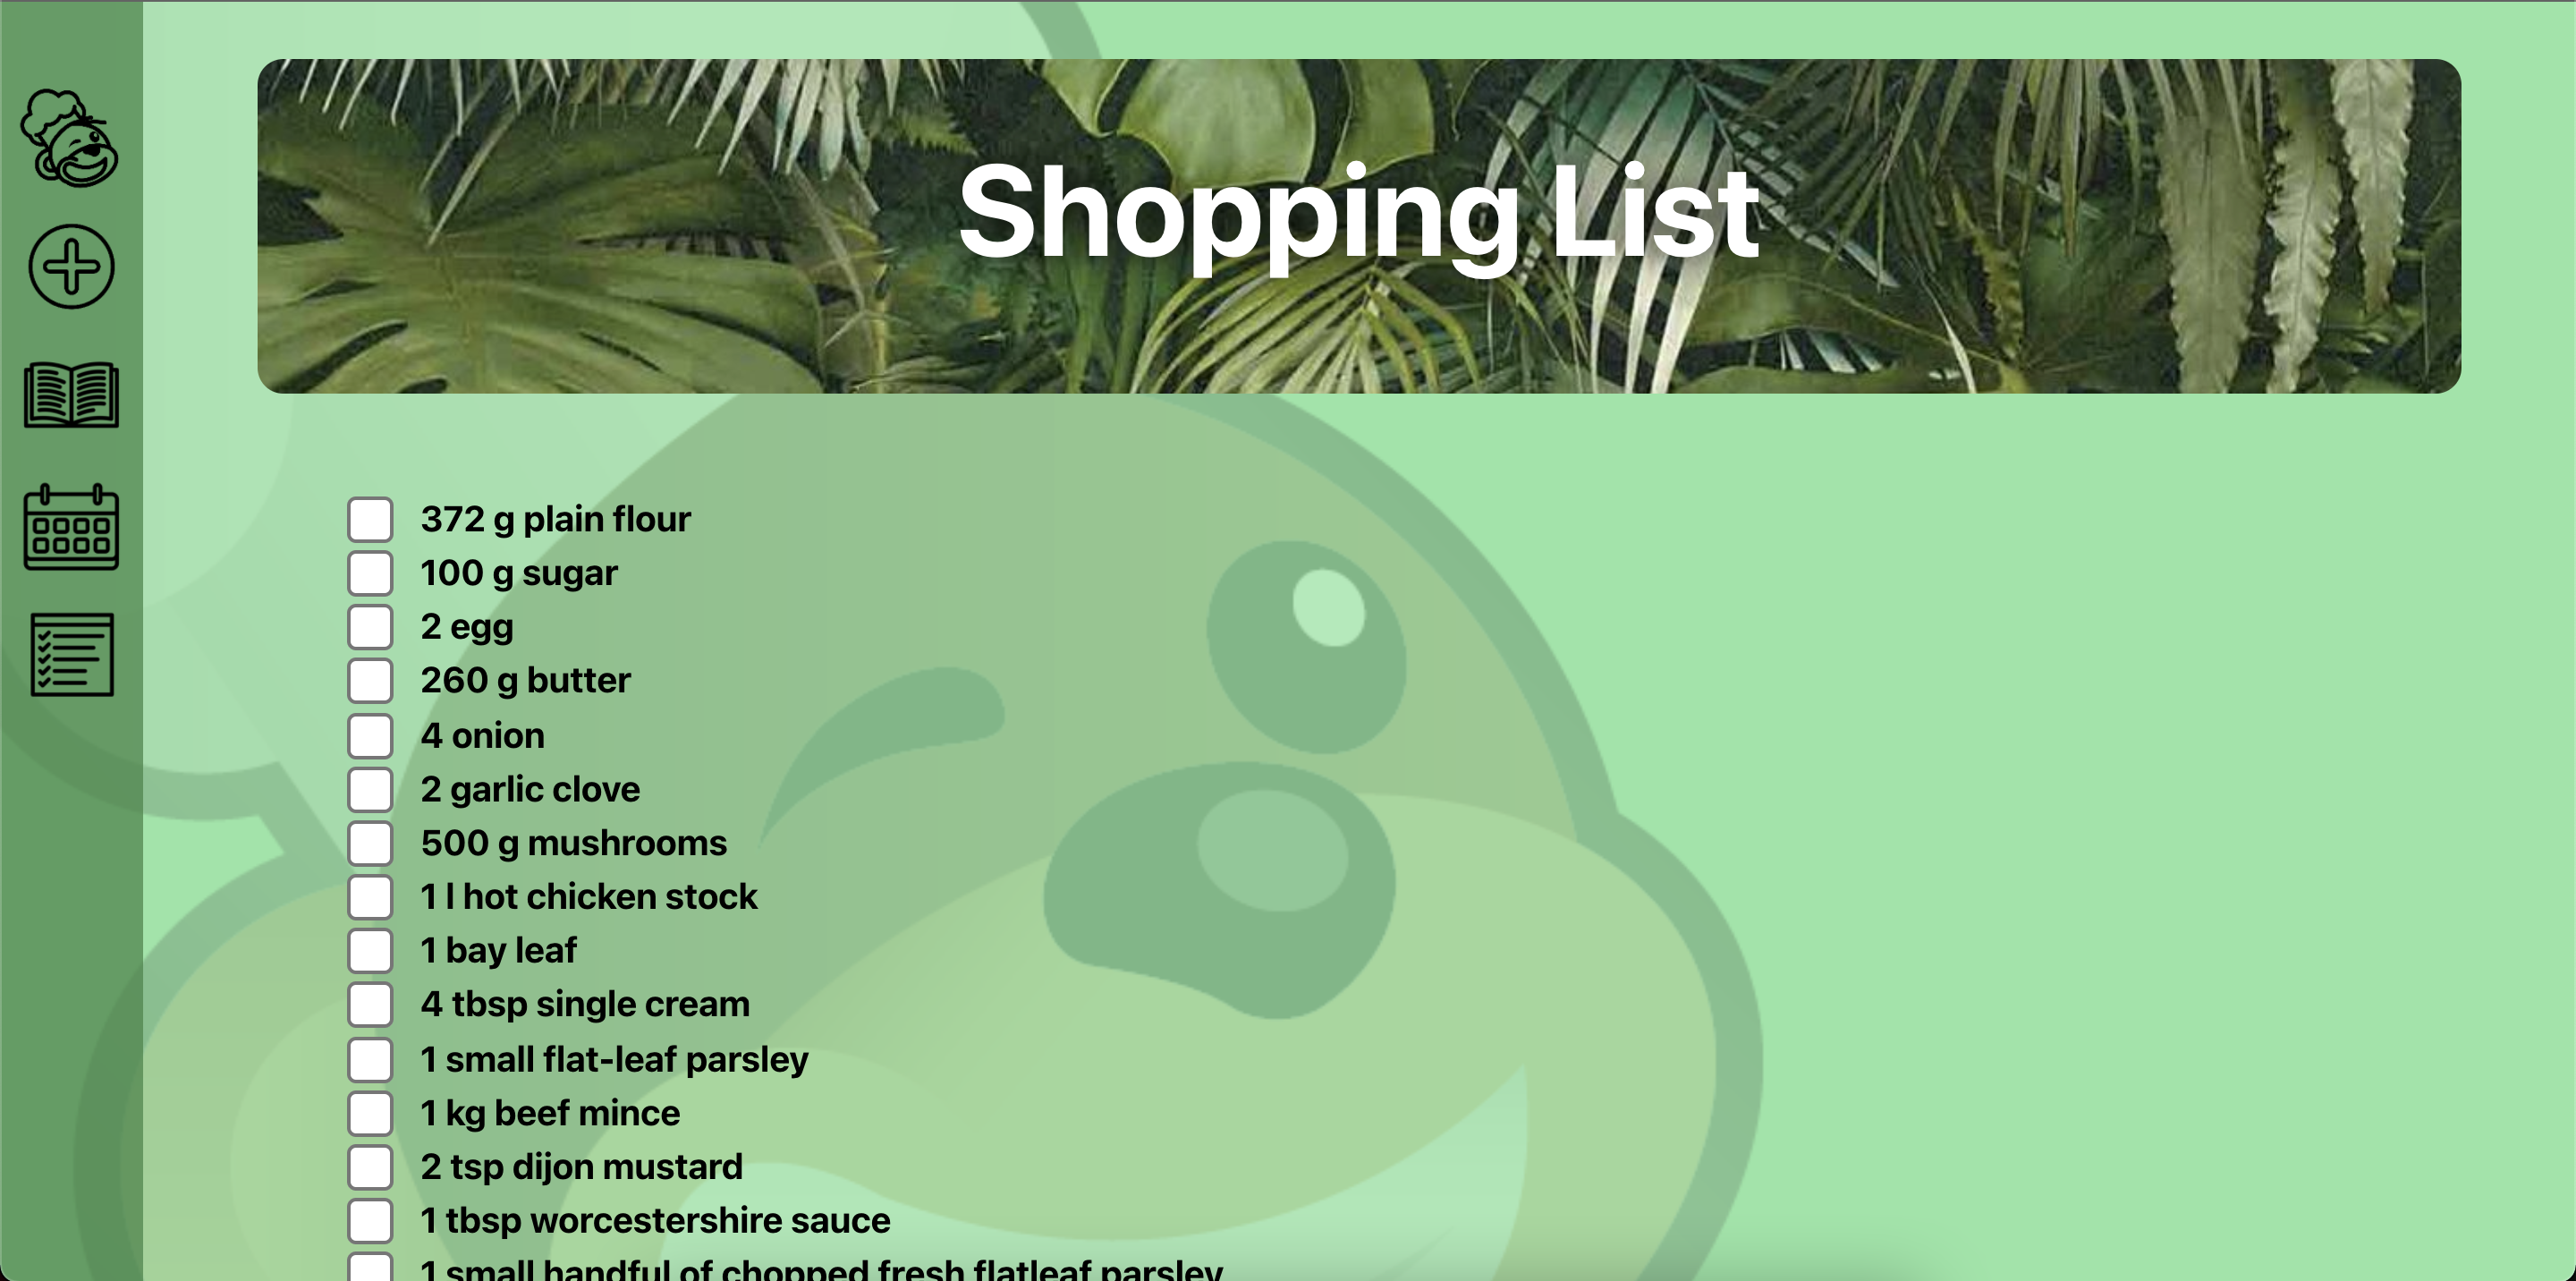 Shopping List
372 g plain flour
100 g sugar
2 egg
260 g butter
4 onion
2 garlic clove
500 g mushrooms
1 l hot chicken stock
1 bay leaf
4 tbsp single cream
1 small flat-leaf parsley
1 kg beef mince
2 tsp dijon mustard
1 tbsp worcestershire sauce
1 small handful of chopped fresh flatleaf parsley